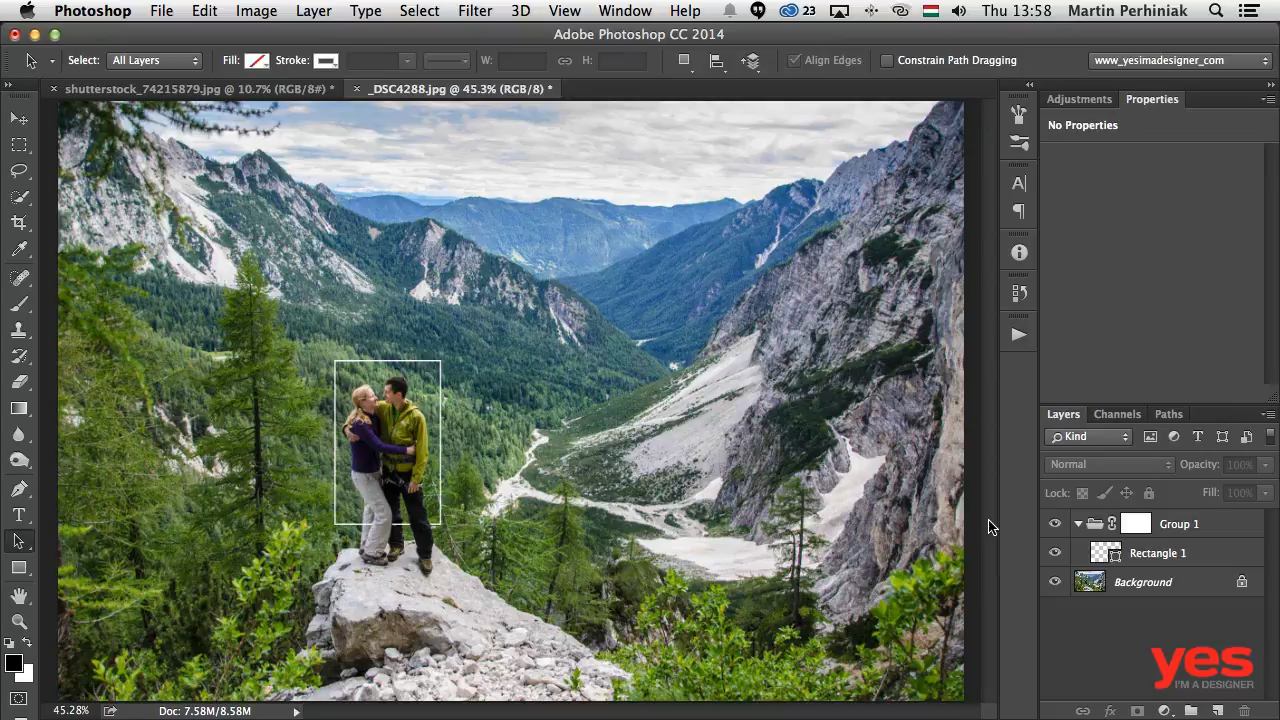 Photoshop File Edit Image Layer Type Select Filter 3D View Window Help 23 Thu 13:58 Martin Perhiniak
Adobe Photoshop CC 2014
Select: All Layers Fill: Stroke: W: H: Align Edges Constrain Path Dragging www.yesimadesigner.com
× shutterstock_74215879.jpg @ 10.7% (RGB/8#) * × _DSC4288.jpg @ 45.3% (RGB/8) *
Adjustments Properties
No Properties
Layers Channels Paths
Kind
Normal Opacity: 100%
Lock: Fill: 100%
Group 1
Rectangle 1
Background
yes
I'M A DESIGNER
45.28% Doc: 7.58M/8.58M